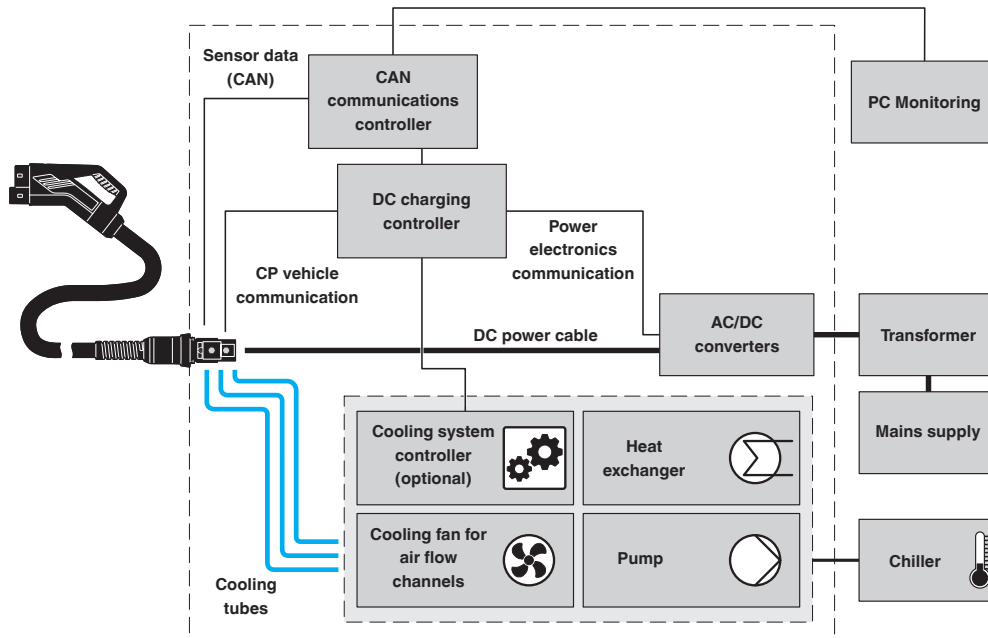 Sensor data
(CAN)
CAN
communications
controller
PC Monitoring
DC charging
controller
Power
electronics
communication
CP vehicle
communication
DC power cable
AC/DC
converters
Transformer
Mains supply
Cooling system
controller
(optional)
Heat
exchanger
Cooling fan for
air flow
channels
Pump
Chiller
Cooling
tubes